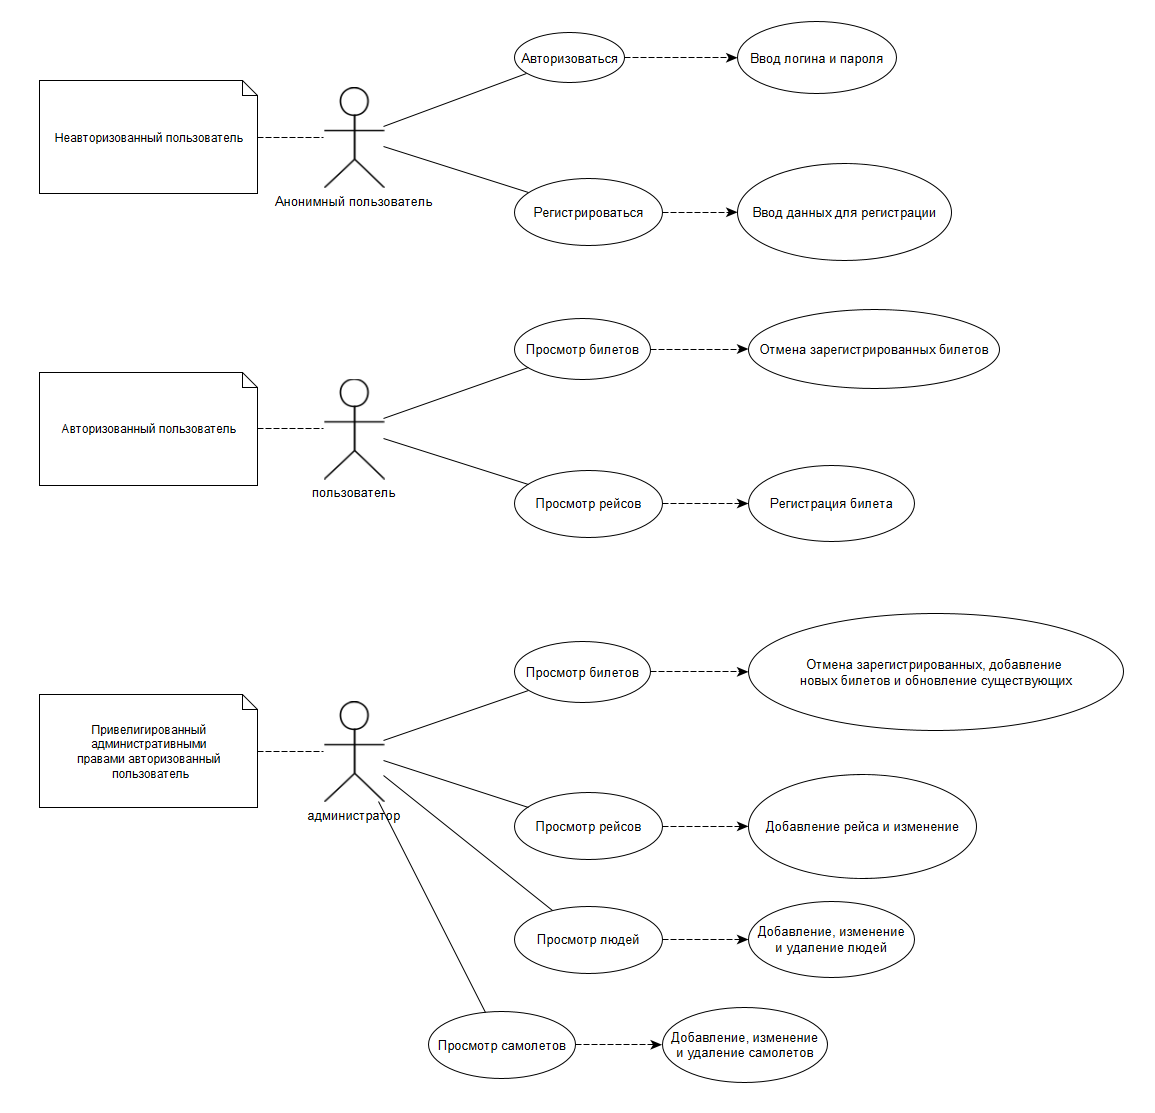 Авторизоваться
Ввод логина и пароля
Неавторизованный пользователь
Анонимный пользователь
Регистрироваться
Ввод данных для регистрации
Просмотр билетов
Отмена зарегистрированных билетов
Авторизованный пользователь
пользователь
Просмотр рейсов
Регистрация билета
Просмотр билетов
Отмена зарегистрированных, добавление
новых билетов и обновление существующих
Привелигированный
административными
правами авторизованный
пользователь
администратор
Просмотр рейсов
Добавление рейса и изменение
Просмотр людей
Добавление, изменение
и удаление людей
Просмотр самолетов
Добавление, изменение
и удаление самолетов